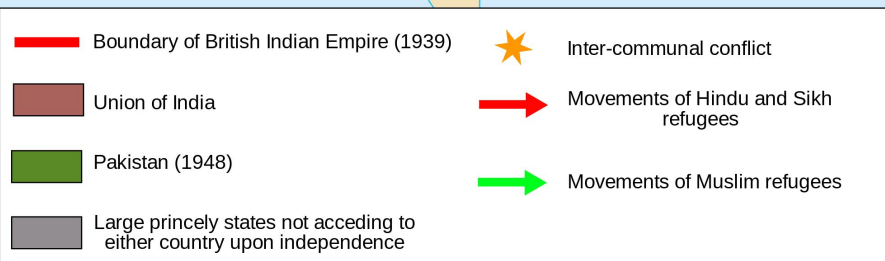 Boundary of British Indian Empire (1939)
Union of India
Pakistan (1948)
Large princely states not acceding to
either country upon independence
Inter-communal conflict
Movements of Hindu and Sikh
refugees
Movements of Muslim refugees